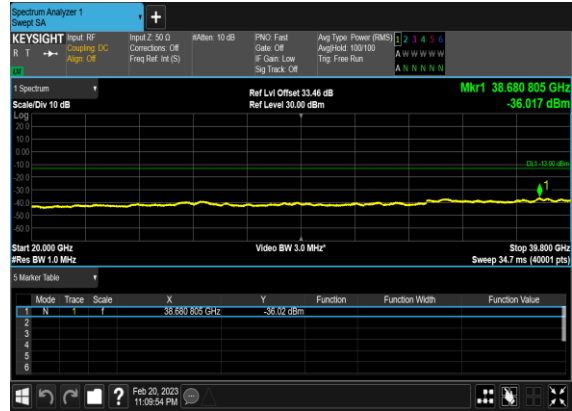 Spectrum Analyzer 1
Swept SA
+
KEYSIGHT Input: RF Input Z: 50 Ω #Atten: 10 dB PNO: Fast Avg Type: Power (RMS) 1 2 3 4 5 6
R T Coupling: DC Corrections: Off Gate: Off Avg|Hold: 100/100 A W W W W W
Align: Off Freq Ref: Int (S) IF Gain: Low Trig: Free Run
LW Sig Track: Off A N N N N N
1 Spectrum Ref Lvl Offset 33.46 dB Mkr1 38.680 805 GHz
Scale/Div 10 dB Ref Level 30.00 dBm -36.017 dBm
Log
20.0
10.0
0.00
-10.0
DL1 -13.00 dBm
-20.0
-30.0
1
-40.0
-50.0
-60.0
Start 20.000 GHz Video BW 3.0 MHz* Stop 39.800 GHz
#Res BW 1.0 MHz Sweep 34.7 ms (40001 pts)
5 Marker Table
Mode Trace Scale X Y Function Function Width Function Value
1 N 1 f 38.680 805 GHz -36.02 dBm
2
3
4
5
6
? Feb 20, 2023
11:09:54 PM